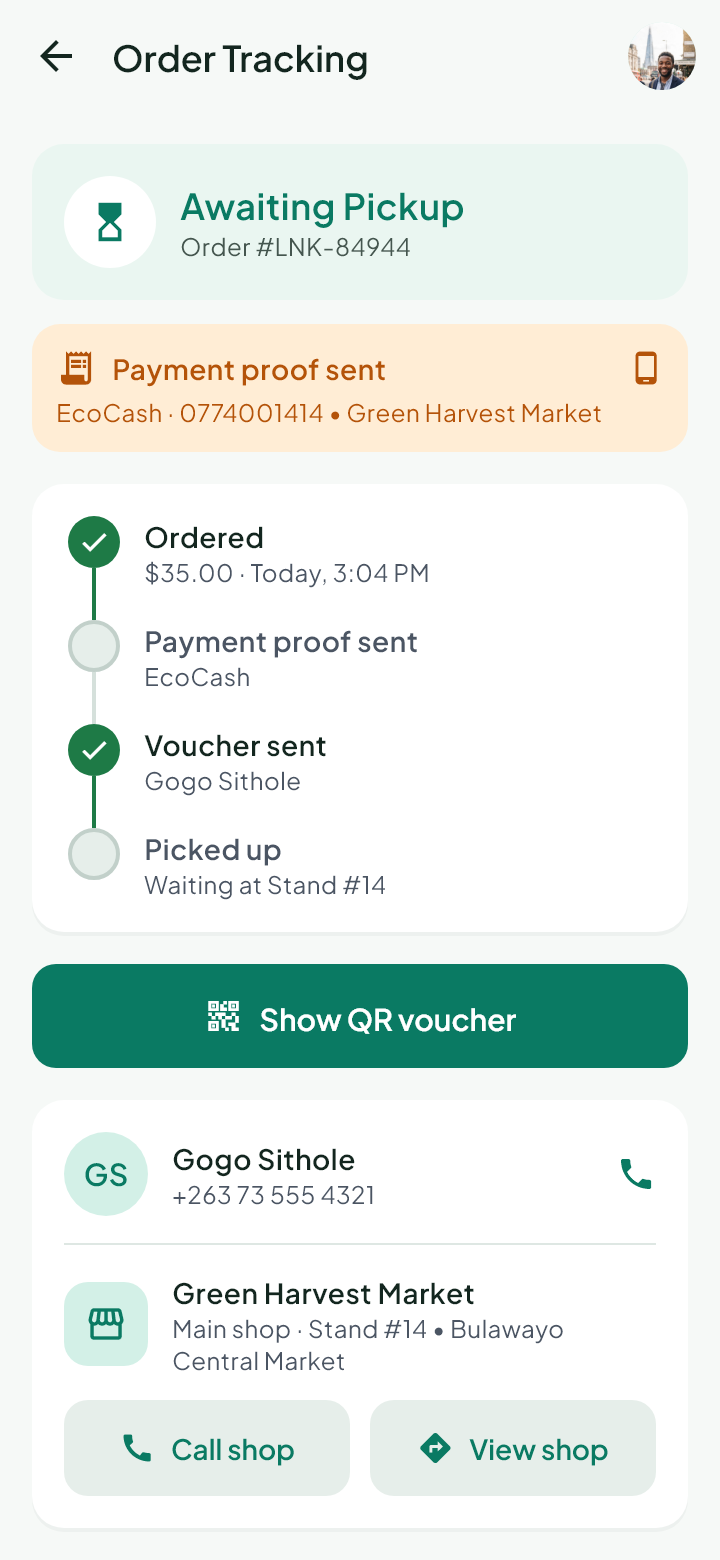 Order Tracking
Awaiting Pickup
Order #LNK-84944
Payment proof sent
EcoCash · 0774001414 • Green Harvest Market
Ordered
$35.00 · Today, 3:04 PM
Payment proof sent
EcoCash
Voucher sent
Gogo Sithole
Picked up
Waiting at Stand #14
Show QR voucher
GS
Gogo Sithole
+263 73 555 4321
Green Harvest Market
Main shop · Stand #14 • Bulawayo
Central Market
Call shop
View shop